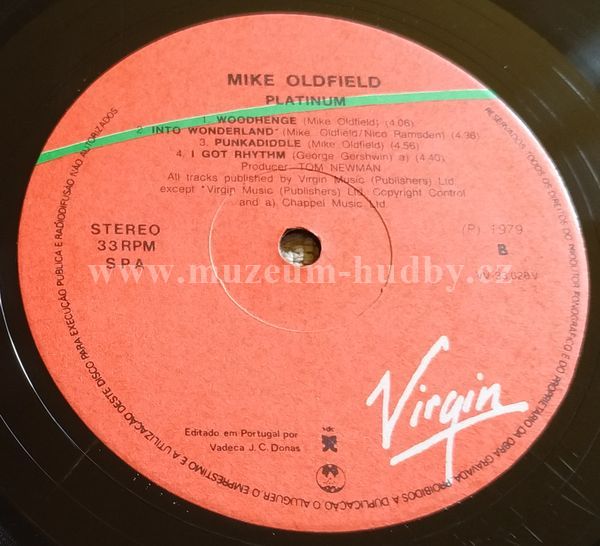 MIKE OLDFIELD
PLATINUM
1. WOODHENGE (Mike Oldfield) (4.06)
2. INTO WONDERLAND* (Mike Oldfield/Nico Ramsden) (4.36)
3. PUNKADIDDLE (Mike Oldfield) (4.56)
4. I GOT RHYTHM (George Gershwin) a) (4.40)
Producer: TOM NEWMAN
All tracks published by Virgin Music (Publishers) Ltd.
except *Virgin Music (Publishers) Ltd. Copyright Control
and a) Chappel Music Ltd.
STEREO
33 RPM
S P A
(P) 1979
B
www.muzeum-hudby.cz
Virgin
Editado em Portugal por
Vadeca J. C. Donas
RESERVADOS TODOS OS DIREITOS DO PRODUTOR FONOGRÁFICO E DO PROPRIETÁRIO DA OBRA GRAVADA PROIBIDOS A DUPLICAÇÃO O ALUGUER, O EMPRÉSTIMO E A UTILIZAÇÃO DESTE DISCO PARA EXECUÇÃO PÚBLICA E RADIODIFUSÃO NÃO AUTORIZADOS